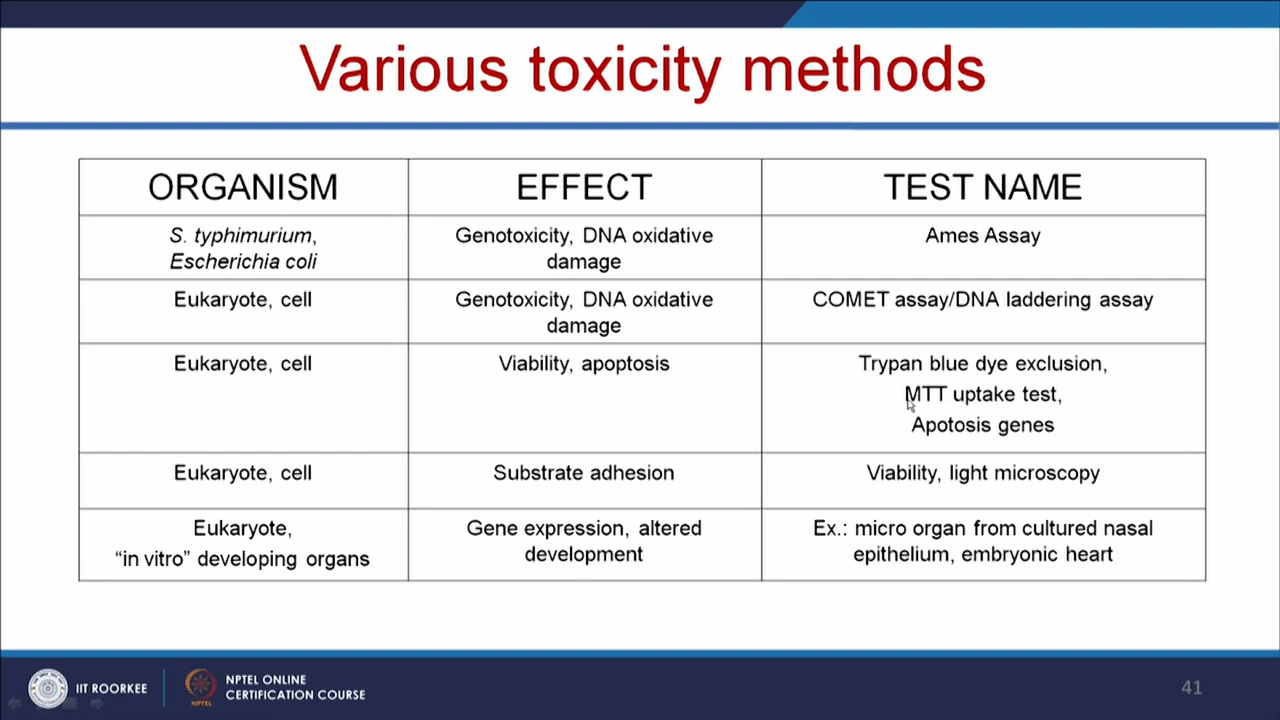 Various toxicity methods
ORGANISM
EFFECT
TEST NAME
S. typhimurium,
Escherichia coli
Genotoxicity, DNA oxidative
damage
Ames Assay
Eukaryote, cell
Genotoxicity, DNA oxidative
damage
COMET assay/DNA laddering assay
Eukaryote, cell
Viability, apoptosis
Trypan blue dye exclusion,
MTT uptake test,
Apotosis genes
Eukaryote, cell
Substrate adhesion
Viability, light microscopy
Eukaryote,
“in vitro” developing organs
Gene expression, altered
development
Ex.: micro organ from cultured nasal
epithelium, embryonic heart
IIT ROORKEE
NPTEL
NPTEL ONLINE
CERTIFICATION COURSE
41